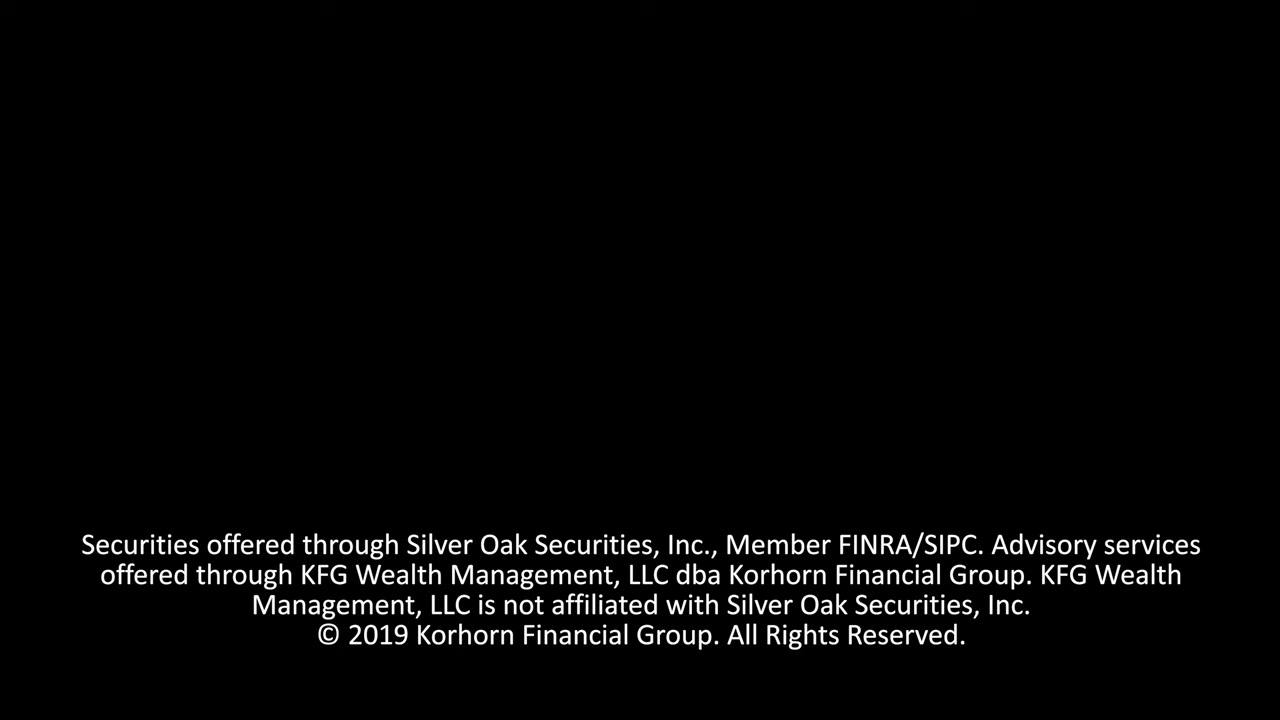 Securities offered through Silver Oak Securities, Inc., Member FINRA/SIPC. Advisory services
offered through KFG Wealth Management, LLC dba Korhorn Financial Group. KFG Wealth
Management, LLC is not affiliated with Silver Oak Securities, Inc.
© 2019 Korhorn Financial Group. All Rights Reserved.